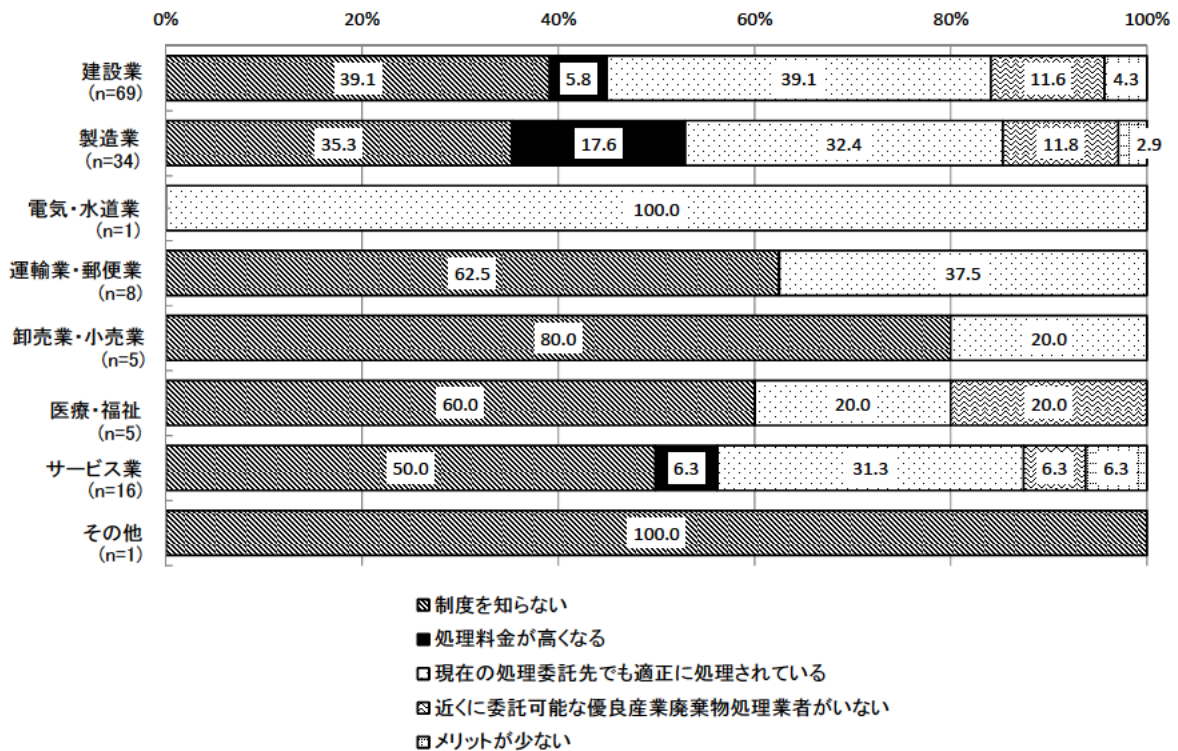 0% 20% 40% 60% 80% 100%
建設業
(n=69)
39.1 5.8 39.1 11.6 4.3
製造業
(n=34)
35.3 17.6 32.4 11.8 2.9
電気・水道業
(n=1)
100.0
運輸業・郵便業
(n=8)
62.5 37.5
卸売業・小売業
(n=5)
80.0 20.0
医療・福祉
(n=5)
60.0 20.0 20.0
サービス業
(n=16)
50.0 6.3 31.3 6.3 6.3
その他
(n=1)
100.0
制度を知らない
処理料金が高くなる
現在の処理委託先でも適正に処理されている
近くに委託可能な優良産業廃棄物処理業者がいない
メリットが少ない